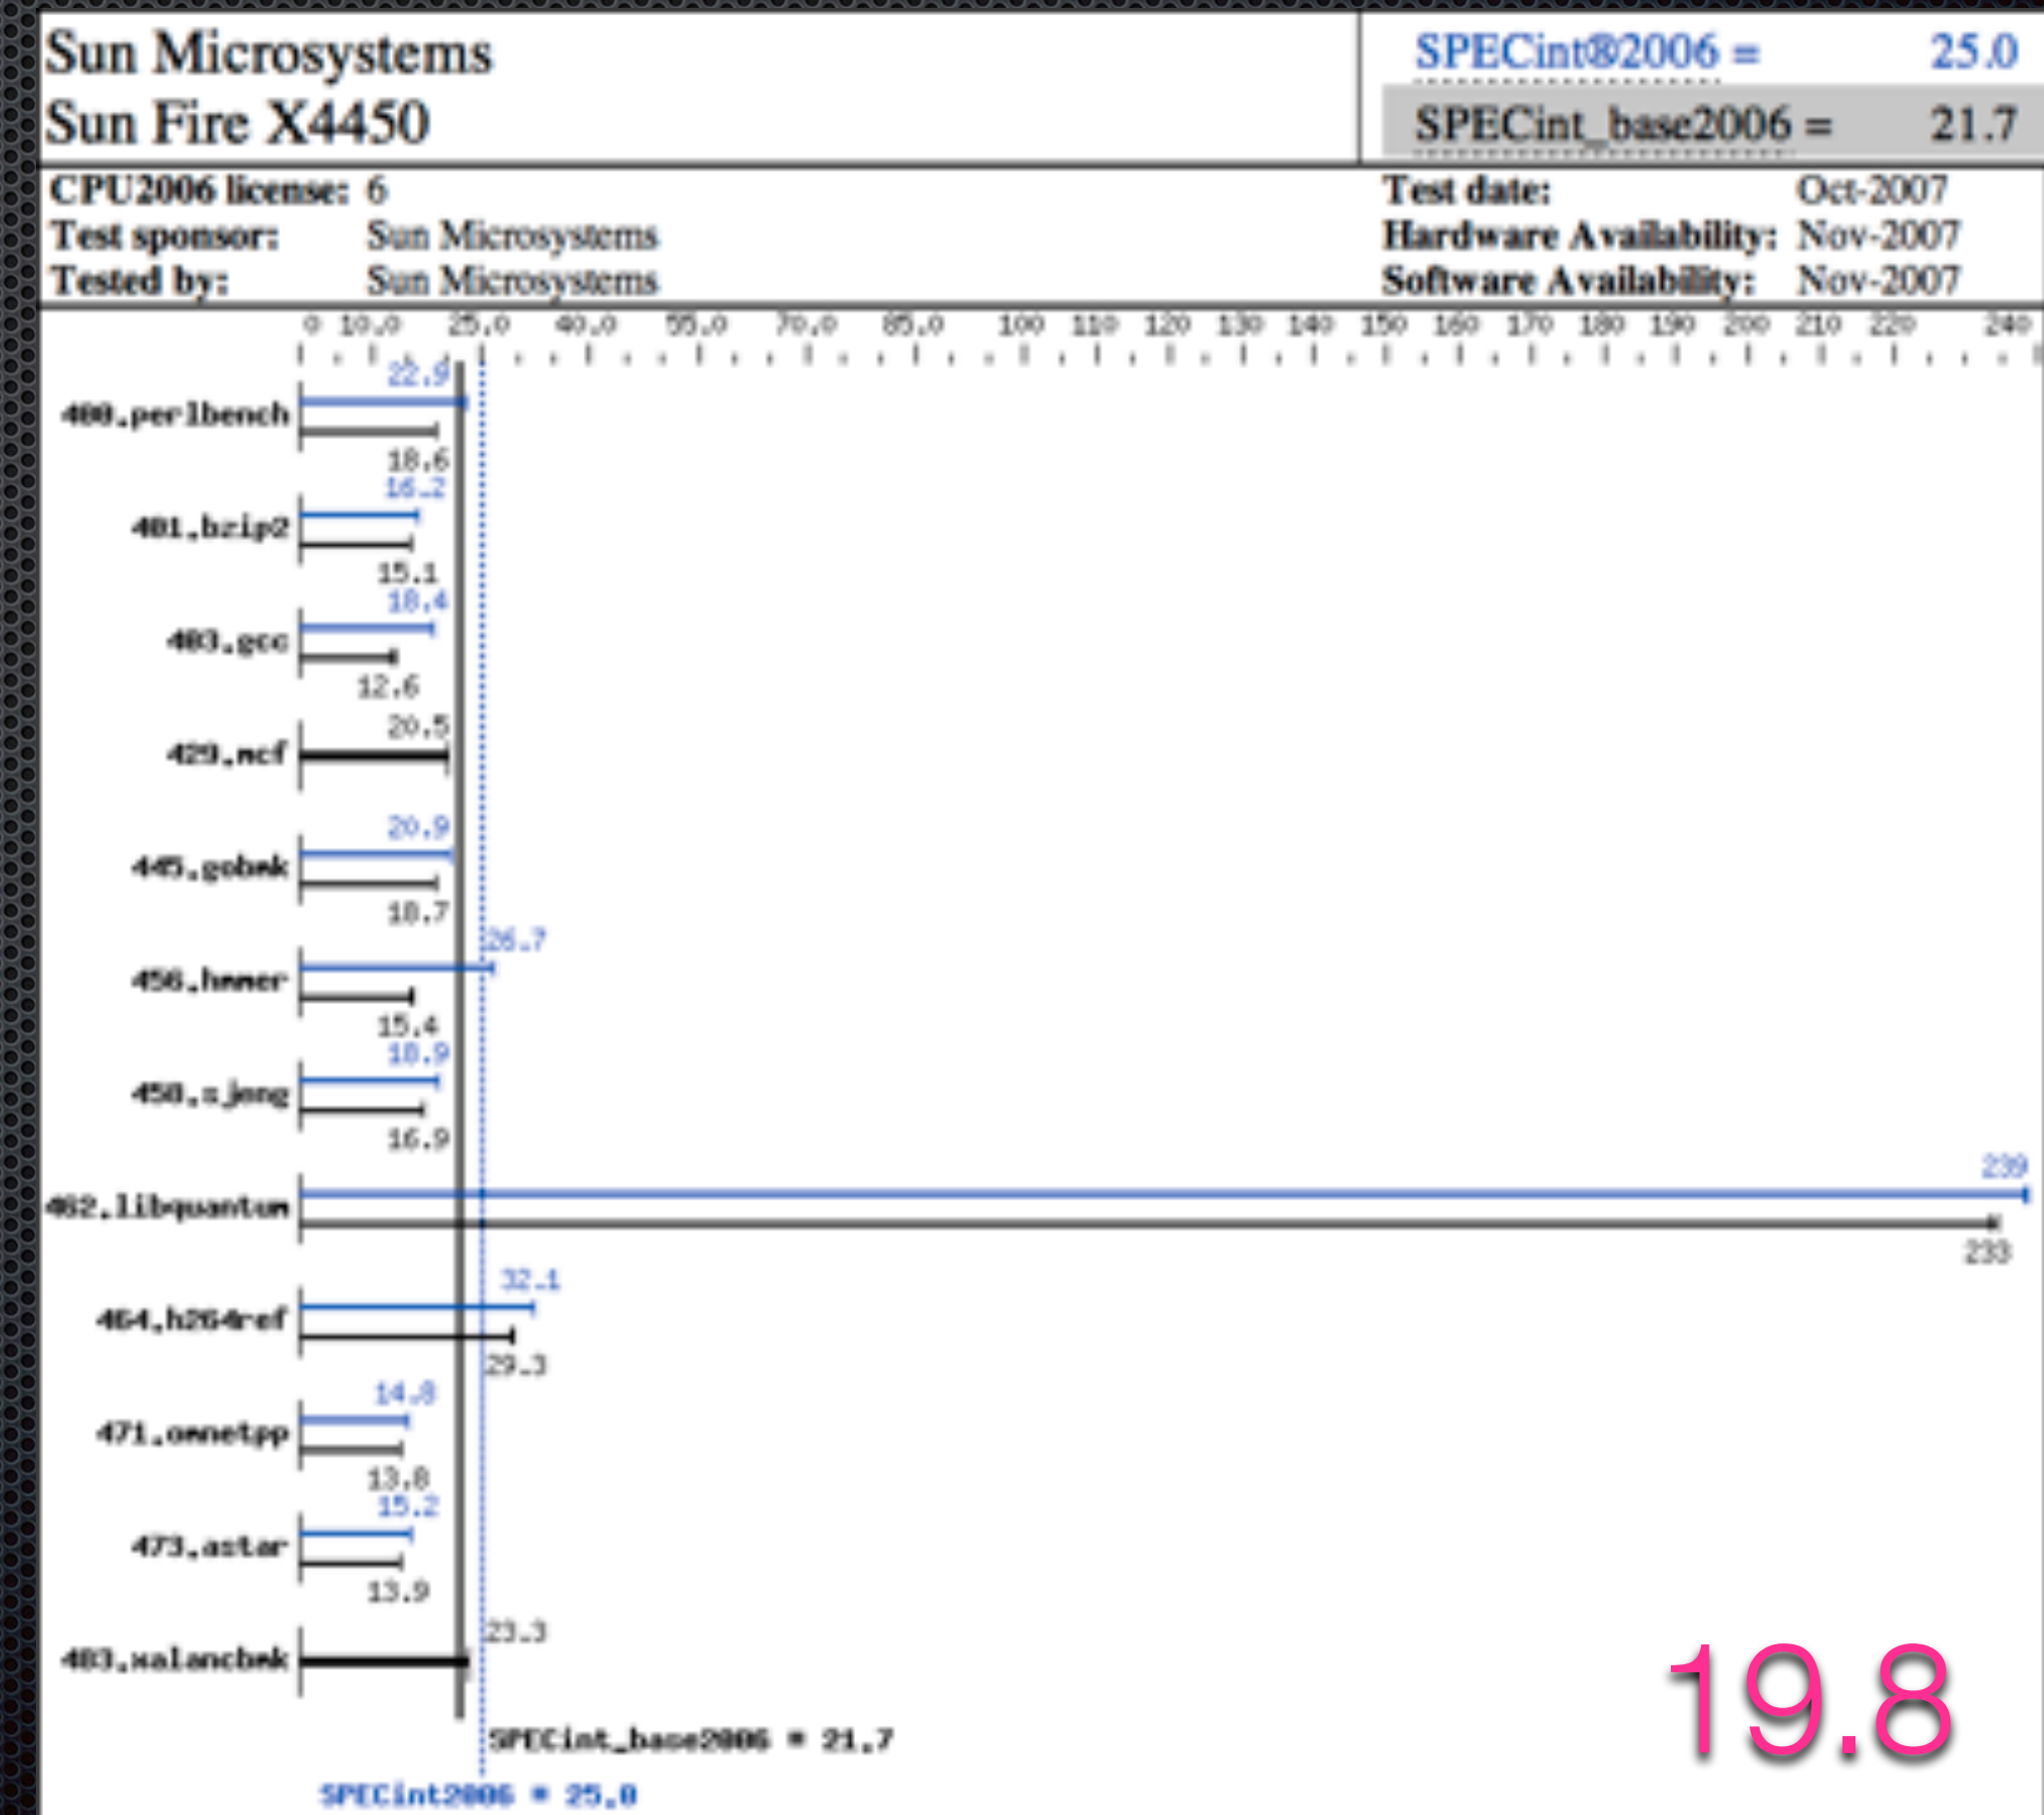 Sun Microsystems
Sun Fire X4450
SPECint®2006 = 25.0
SPECint_base2006 = 21.7
CPU2006 license: 6
Test sponsor: Sun Microsystems
Tested by: Sun Microsystems
Test date: Oct-2007
Hardware Availability: Nov-2007
Software Availability: Nov-2007
0 10.0 25.0 40.0 55.0 70.0 85.0 100 110 120 130 140 150 160 170 180 190 200 210 220 240
22.9
400.perlbench
18.6
16.2
401.bzip2
15.1
18.4
403.gcc
12.6
20.5
429.mcf
20.9
445.gobmk
18.7
26.7
456.hmmer
15.4
18.9
458.sjeng
16.9
239
462.libquantum
233
32.1
464.h264ref
29.3
14.8
471.omnetpp
13.8
15.2
473.astar
13.9
23.3
483.xalancbmk
19.8
SPECint_base2006 = 21.7
SPECint2006 = 25.0